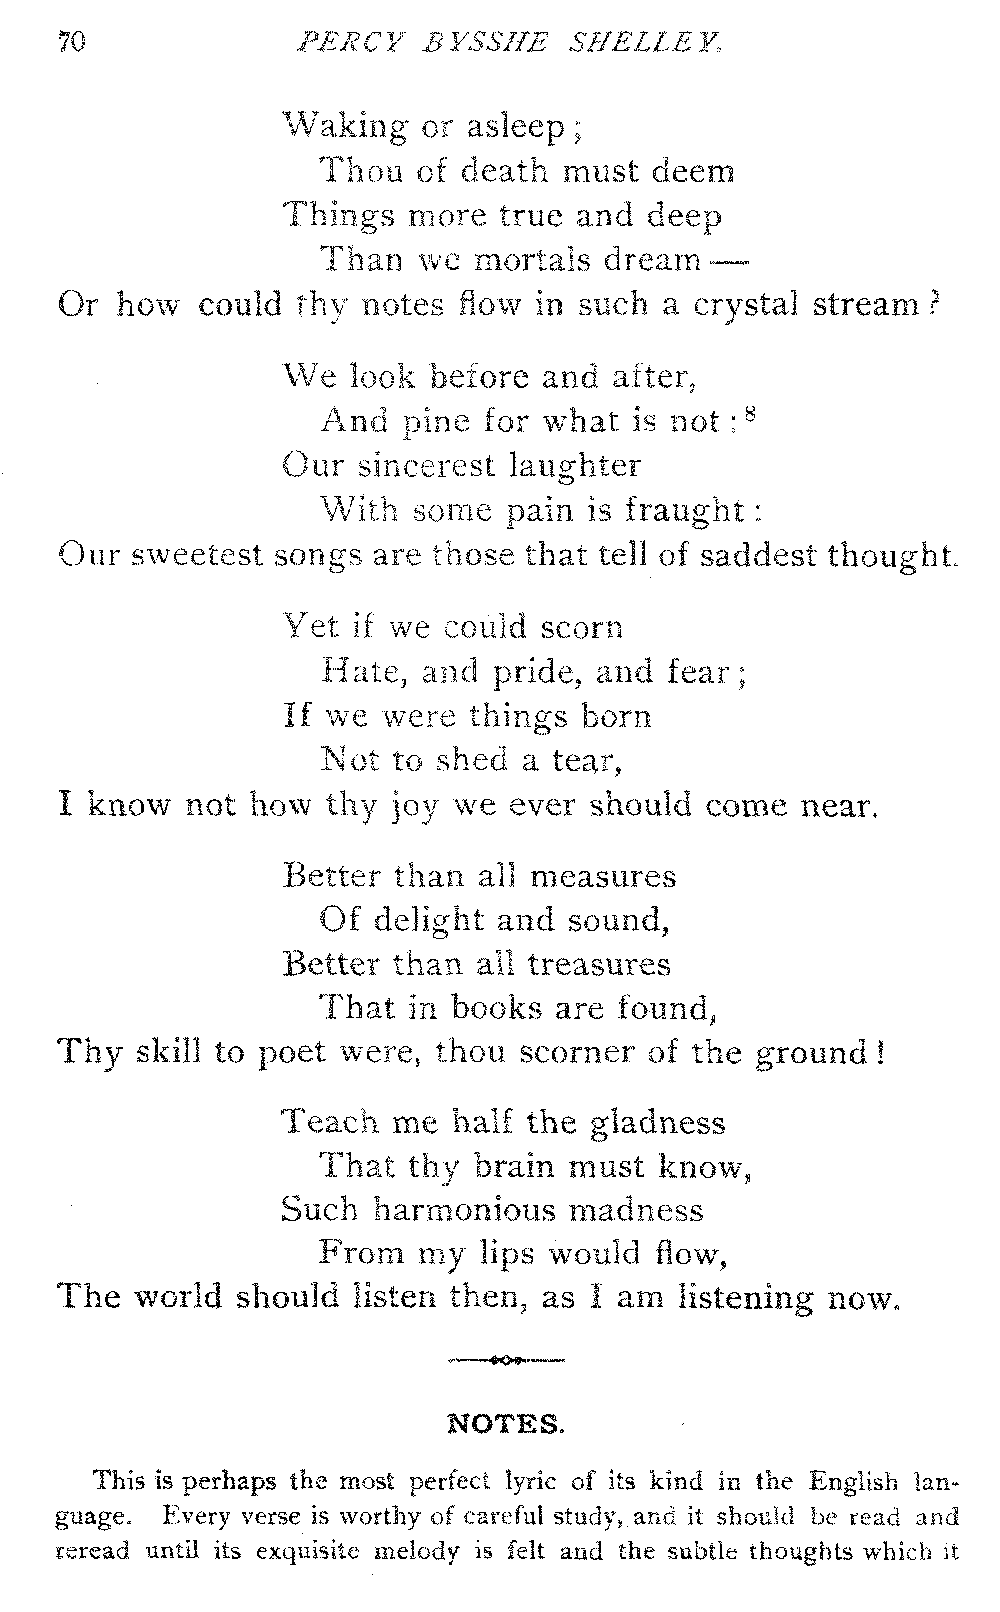 70 PERCY BYSSHE SHELLEY.
Waking or asleep;
Thou of death must deem
Things more true and deep
Than we mortals dream—
Or how could thy notes flow in such a crystal stream?
We look before and after,
And pine for what is not:⁸
Our sincerest laughter
With some pain is fraught:
Our sweetest songs are those that tell of saddest thought.
Yet if we could scorn
Hate, and pride, and fear;
If we were things born
Not to shed a tear,
I know not how thy joy we ever should come near.
Better than all measures
Of delight and sound,
Better than all treasures
That in books are found,
Thy skill to poet were, thou scorner of the ground!
Teach me half the gladness
That thy brain must know,
Such harmonious madness
From my lips would flow,
The world should listen then, as I am listening now.
NOTES.
This is perhaps the most perfect lyric of its kind in the English lan-
guage. Every verse is worthy of careful study, and it should be read and
reread until its exquisite melody is felt and the subtle thoughts which it